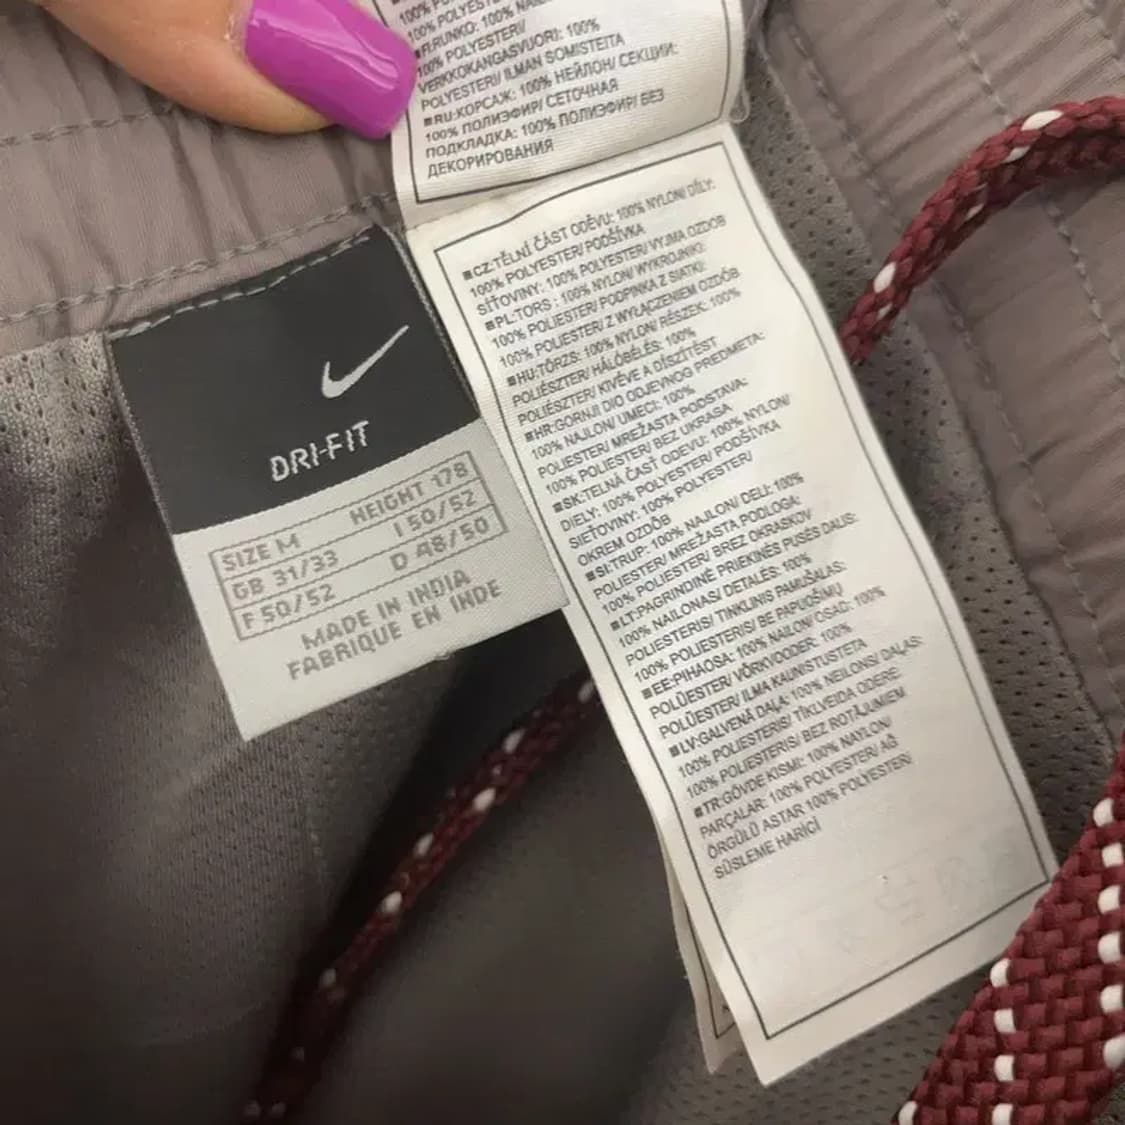 100% POLYESTERI/
FI:RUNKO: 100%
100% POLYESTERI/
VERKKOKANGASVUORI: 100%
POLYESTERI/ ILMAN SOMISTEITA
■RU:КОРСАЖ: 100% НЕЙЛОН/ СЕКЦИИ:
100% ПОЛИЭФИР/ СЕТОЧНАЯ
ПОДКЛАДКА: 100% ПОЛИЭФИР/ БЕЗ
ДЕКОРИРОВАНИЯ
DRI-FIT
SIZE M HEIGHT 178
GB 31/33 I 50/52
F 50/52 D 48/50
MADE IN INDIA
FABRIQUE EN INDE
■CZ:TĚLNÍ ČÁST ODĚVU: 100% NYLON/ DÍLY:
100% POLYESTER/ PODŠÍVKA
SÍŤOVINY: 100% POLYESTER/ VYJMA OZDOB
■PL:TORS : 100% NYLON/ WYKROJNIKI:
100% POLIESTER/ PODPINKA Z SIATKI:
100% POLIESTER/ Z WYŁĄCZENIEM OZDÓB
■HU:TÖRZS: 100% NYLON/ RÉSZEK: 100%
POLIÉSZTER/ HÁLÓBÉLÉS: 100%
POLIÉSZTER/ KIVÉVE A DÍSZÍTÉST
■HR:GORNJI DIO ODJEVNOG PREDMETA:
100% NAJLON/ UMECI: 100%
POLIESTER/ MREŽASTA PODSTAVA:
100% POLIESTER/ BEZ UKRASA
■SK:TELNÁ ČASŤ ODEVU: 100% NYLON/
DIELY: 100% POLYESTER/ PODŠÍVKA
SIEŤOVINY: 100% POLYESTER/
OKREM OZDÔB
■SI:TRUP: 100% NAJLON/ DELI: 100%
POLIESTER/ MREŽASTA PODLOGA:
100% POLIESTER/ BREZ OKRASKOV
■LT:PAGRINDINĖ PRIEKINĖS PUSĖS DALIS:
100% NAILONAS/ DETALĖS: 100%
POLIESTERIS/ TINKLINIS PAMUŠALAS:
100% POLIESTERIS/ BE PAPUOŠIMŲ
■EE:PIHAOSA: 100% NAILON/ OSAD: 100%
POLÜESTER/ VÕRKVOODER: 100%
POLÜESTER/ ILMA KAUNISTUSTETA
■LV:GALVENĀ DAĻA: 100% NEILONS/ DAĻAS:
100% POLIESTERIS/ TĪKLVEIDA ODERE:
100% POLIESTERIS/ BEZ ROTĀJUMIEM
■TR:GÖVDE KISMI: 100% NAYLON/
PARÇALAR: 100% POLYESTER/ AĞ
ÖRGÜLÜ ASTAR 100% POLYESTER/
SÜSLEME HARİCİ